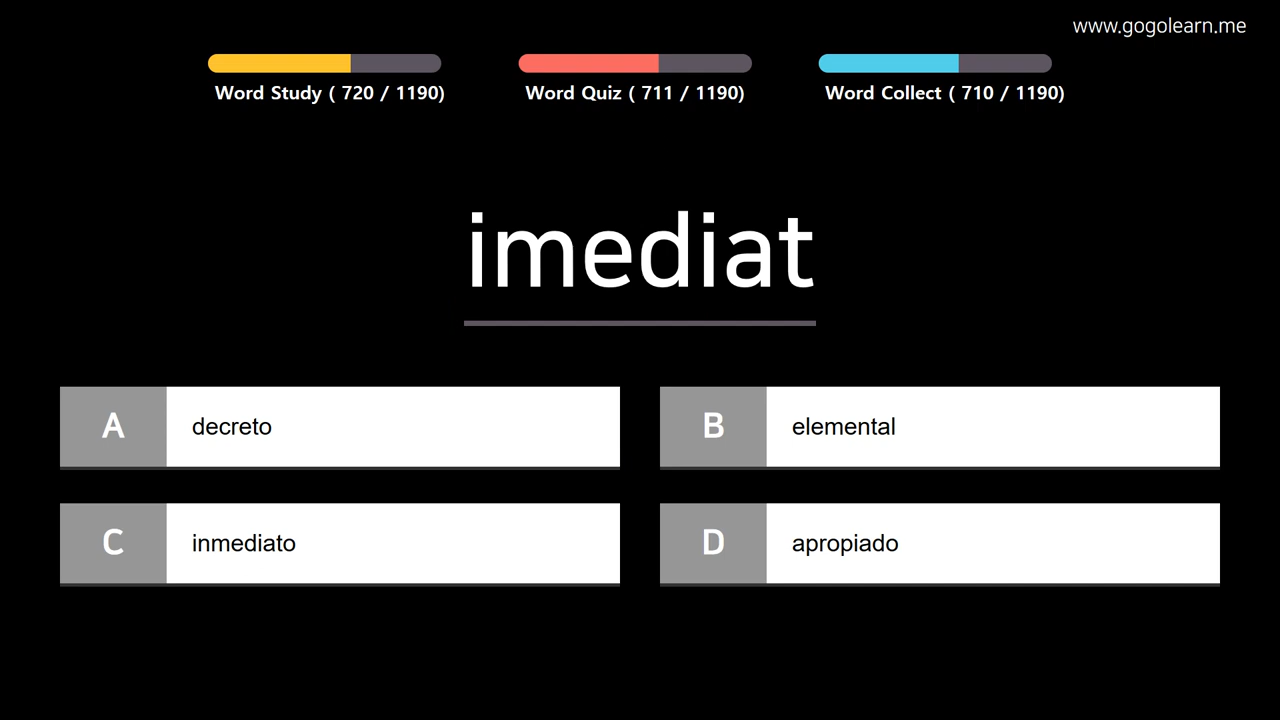 www.gogolearn.me
Word Study ( 720 / 1190)
Word Quiz ( 711 / 1190)
Word Collect ( 710 / 1190)
imediat
A decreto
B elemental
C inmediato
D apropiado